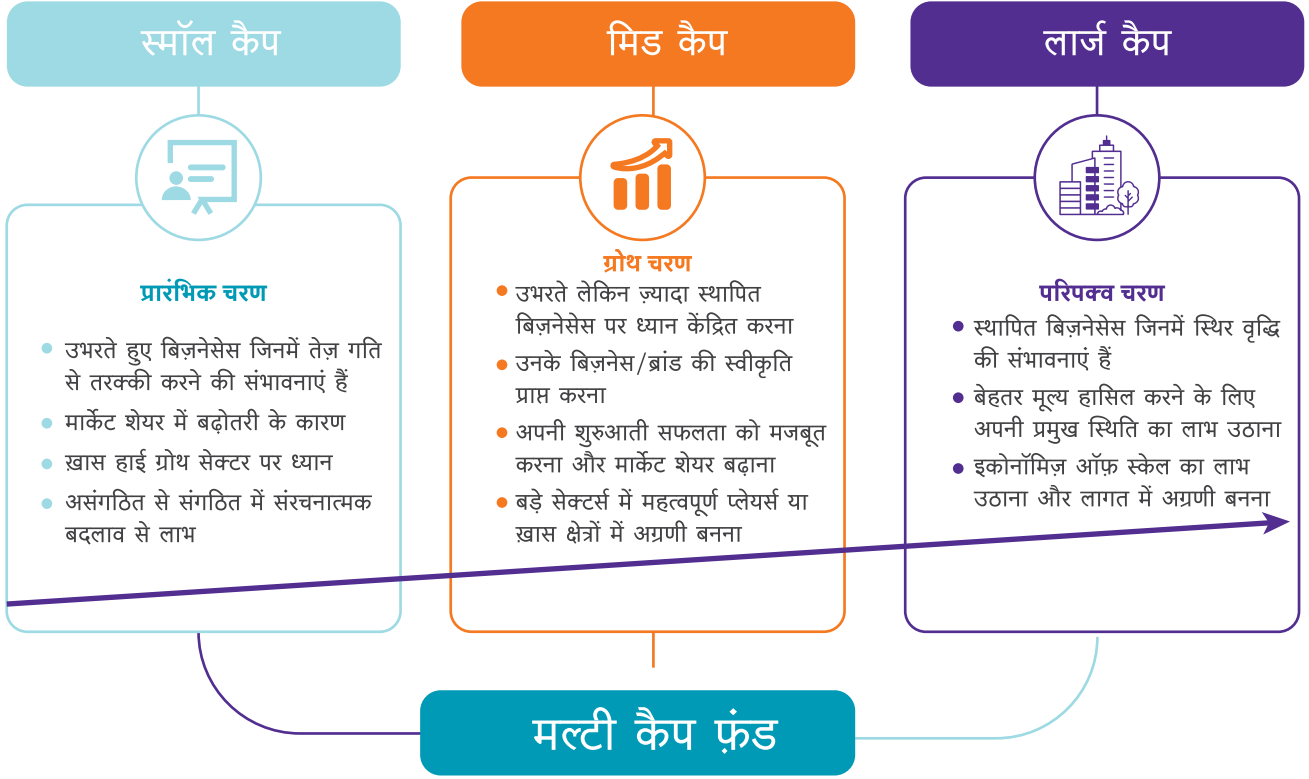 स्मॉल कैप
प्रारंभिक चरण
उभरते हुए बिज़नेसेस जिनमें तेज़ गति
से तरक्की करने की संभावनाएं हैं
मार्केट शेयर में बढ़ोतरी के कारण
ख़ास हाई ग्रोथ सेक्टर पर ध्यान
असंगठित से संगठित में संरचनात्मक
बदलाव से लाभ
मिड कैप
ग्रोथ चरण
उभरते लेकिन ज़्यादा स्थापित
बिज़नेसेस पर ध्यान केंद्रित करना
उनके बिज़नेस/ब्रांड की स्वीकृति
प्राप्त करना
अपनी शुरुआती सफलता को मजबूत
करना और मार्केट शेयर बढ़ाना
बड़े सेक्टर्स में महत्वपूर्ण प्लेयर्स या
ख़ास क्षेत्रों में अग्रणी बनना
लार्ज कैप
परिपक्व चरण
स्थापित बिज़नेसेस जिनमें स्थिर वृद्धि
की संभावनाएं हैं
बेहतर मूल्य हासिल करने के लिए
अपनी प्रमुख स्थिति का लाभ उठाना
इकोनॉमिज़ ऑफ़ स्केल का लाभ
उठाना और लागत में अग्रणी बनना
मल्टी कैप फ़ंड